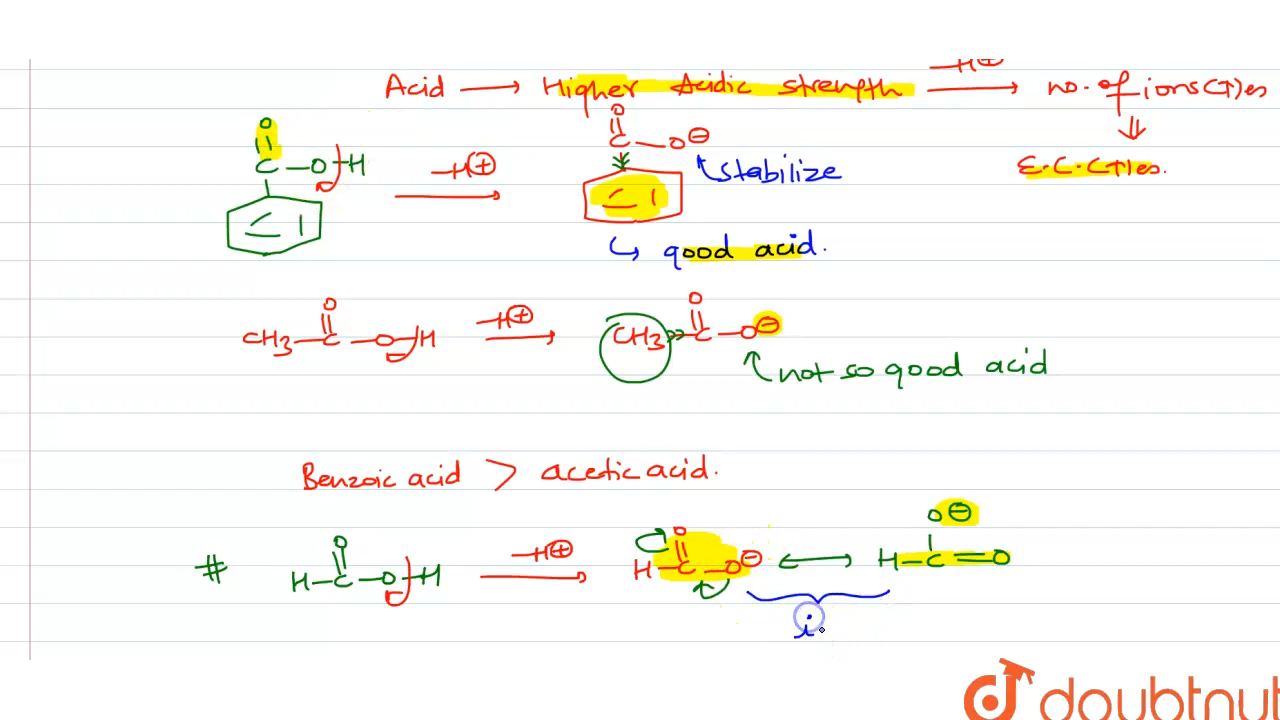 Acid → Higher Acidic strength —H⊕→ no. of ions(↑)es
⇓
E.C.(↑)es.
O
||
C—O—H
—H⊕→
O
||
C—O⊖
stabilize
↳ good acid.
O
||
CH3—C—O—H
—H⊕→
O
||
CH3»—C—O⊖
not so good acid
Benzoic acid > acetic acid.
# O
||
H—C—O—H
—H⊕→
O
||
H—C—O⊖
↔
O⊖
|
H—C=O
i
doubtnut